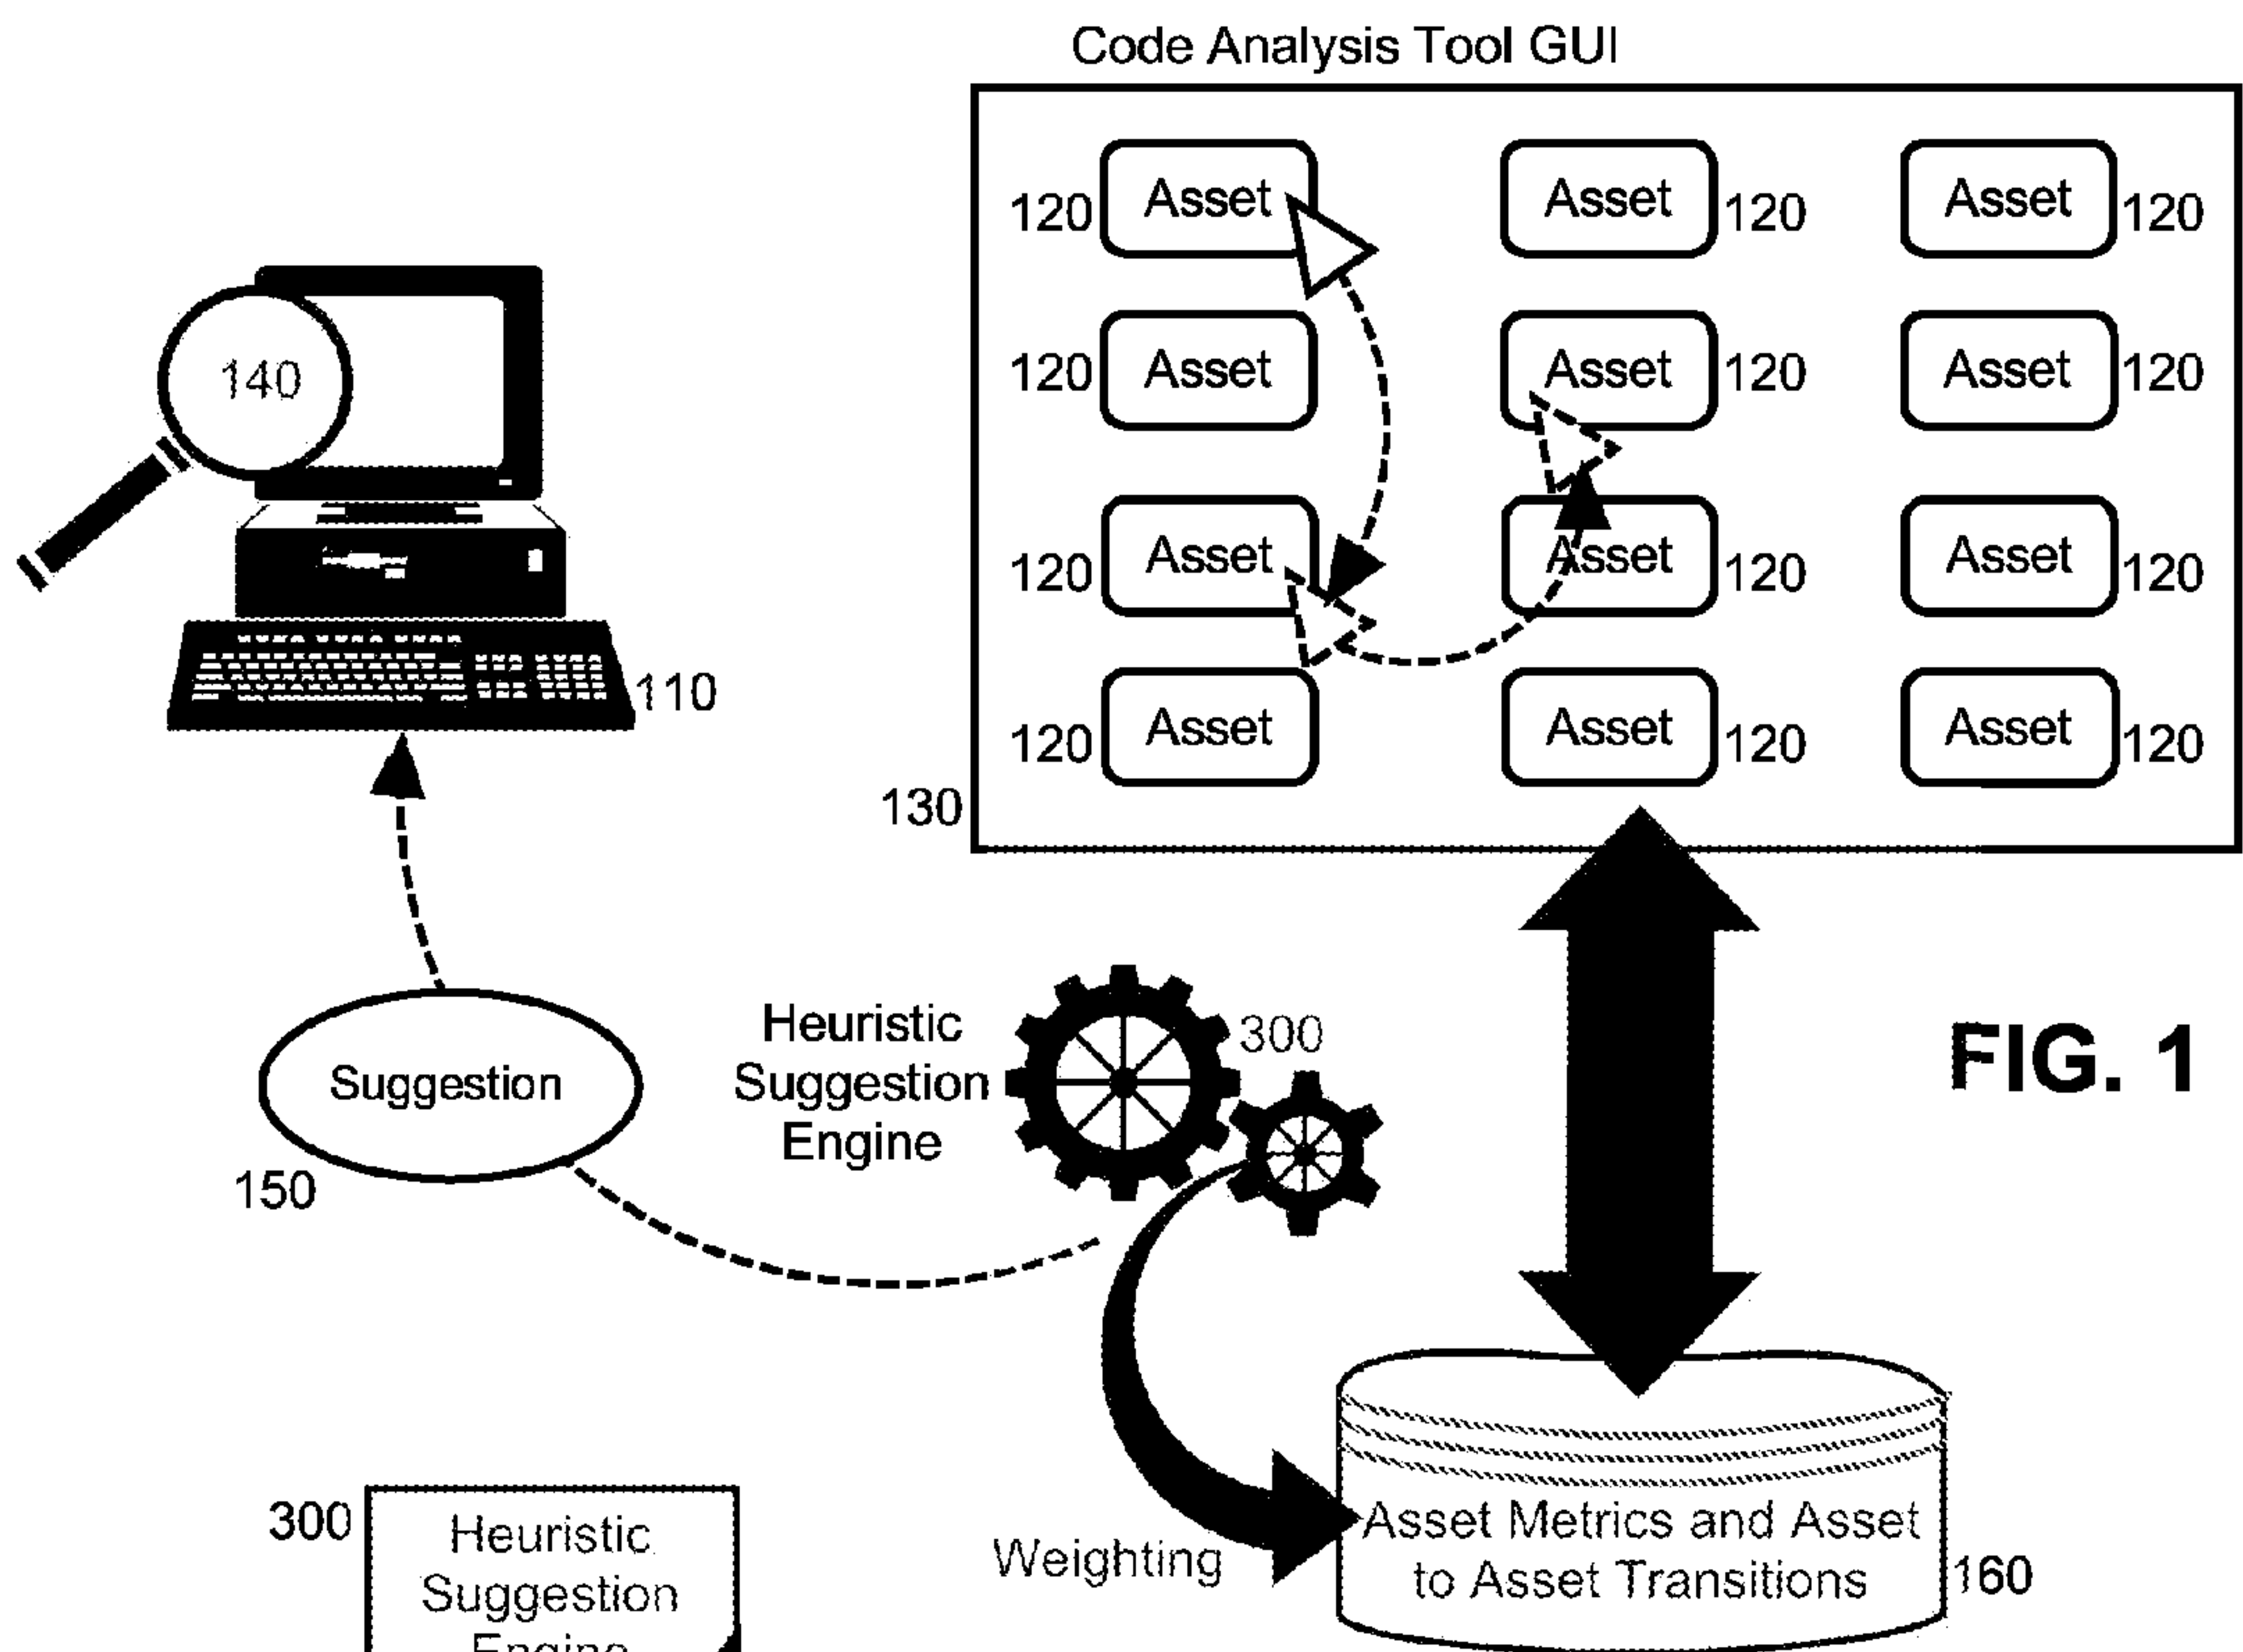 Code Analysis Tool GUI
120 Asset Asset 120 Asset 120
120 Asset Asset 120 Asset 120
140
120 Asset Asset 120 Asset 120
110
120 Asset Asset 120 Asset 120
130
Heuristic
Suggestion
Engine
300
FIG. 1
Suggestion
150
Weighting
Asset Metrics and Asset
to Asset Transitions
160
300
Heuristic
Suggestion
Engine